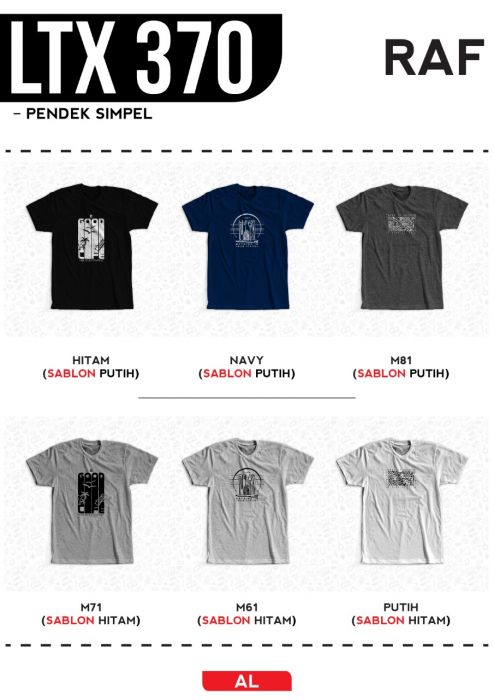 LTX 370
RAF
– PENDEK SIMPEL
GOOD
HITAM
(SABLON PUTIH)
NAVY
(SABLON PUTIH)
M81
(SABLON PUTIH)
M71
(SABLON HITAM)
M61
(SABLON HITAM)
PUTIH
(SABLON HITAM)
AL